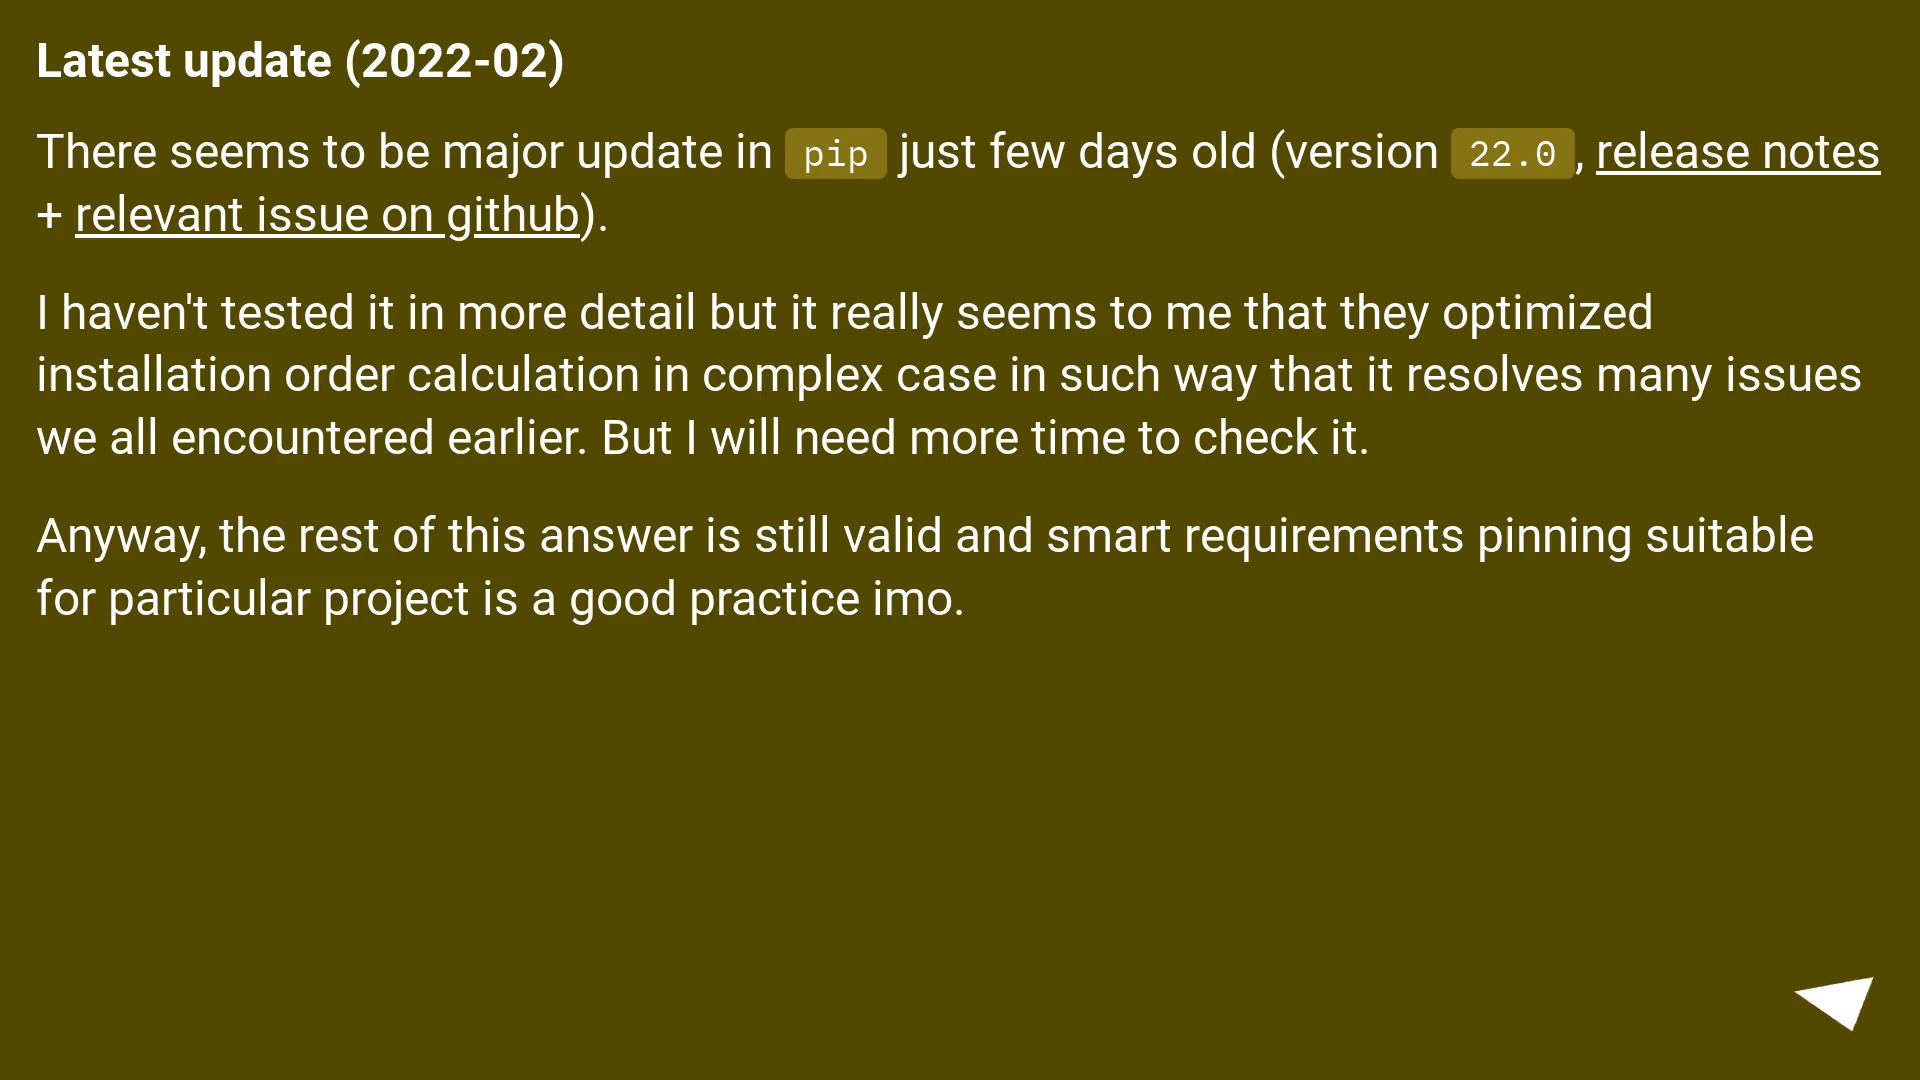 Latest update (2022-02)
There seems to be major update in pip just few days old (version 22.0, release notes
+ relevant issue on github).
I haven't tested it in more detail but it really seems to me that they optimized
installation order calculation in complex case in such way that it resolves many issues
we all encountered earlier. But I will need more time to check it.
Anyway, the rest of this answer is still valid and smart requirements pinning suitable
for particular project is a good practice imo.